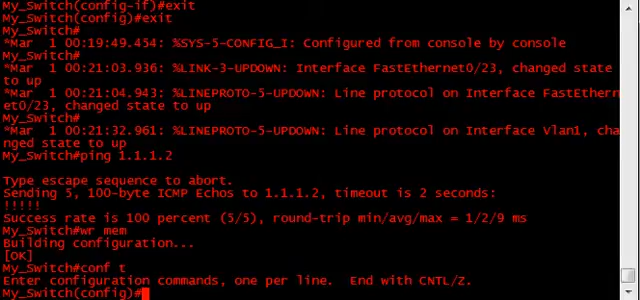 My_Switch(config-if)#exit
My_Switch(config)#exit
My_Switch#
*Mar  1 00:19:49.454: %SYS-5-CONFIG_I: Configured from console by console
My_Switch#
*Mar  1 00:21:03.936: %LINK-3-UPDOWN: Interface FastEthernet0/23, changed state
to up
*Mar  1 00:21:04.943: %LINEPROTO-5-UPDOWN: Line protocol on Interface FastEthern
et0/23, changed state to up
My_Switch#
*Mar  1 00:21:32.961: %LINEPROTO-5-UPDOWN: Line protocol on Interface Vlan1, cha
nged state to up
My_Switch#ping 1.1.1.2
Type escape sequence to abort.
Sending 5, 100-byte ICMP Echos to 1.1.1.2, timeout is 2 seconds:
!!!!!
Success rate is 100 percent (5/5), round-trip min/avg/max = 1/2/9 ms
My_Switch#wr mem
Building configuration...
[OK]
My_Switch#conf t
Enter configuration commands, one per line.  End with CNTL/Z.
My_Switch(config)#